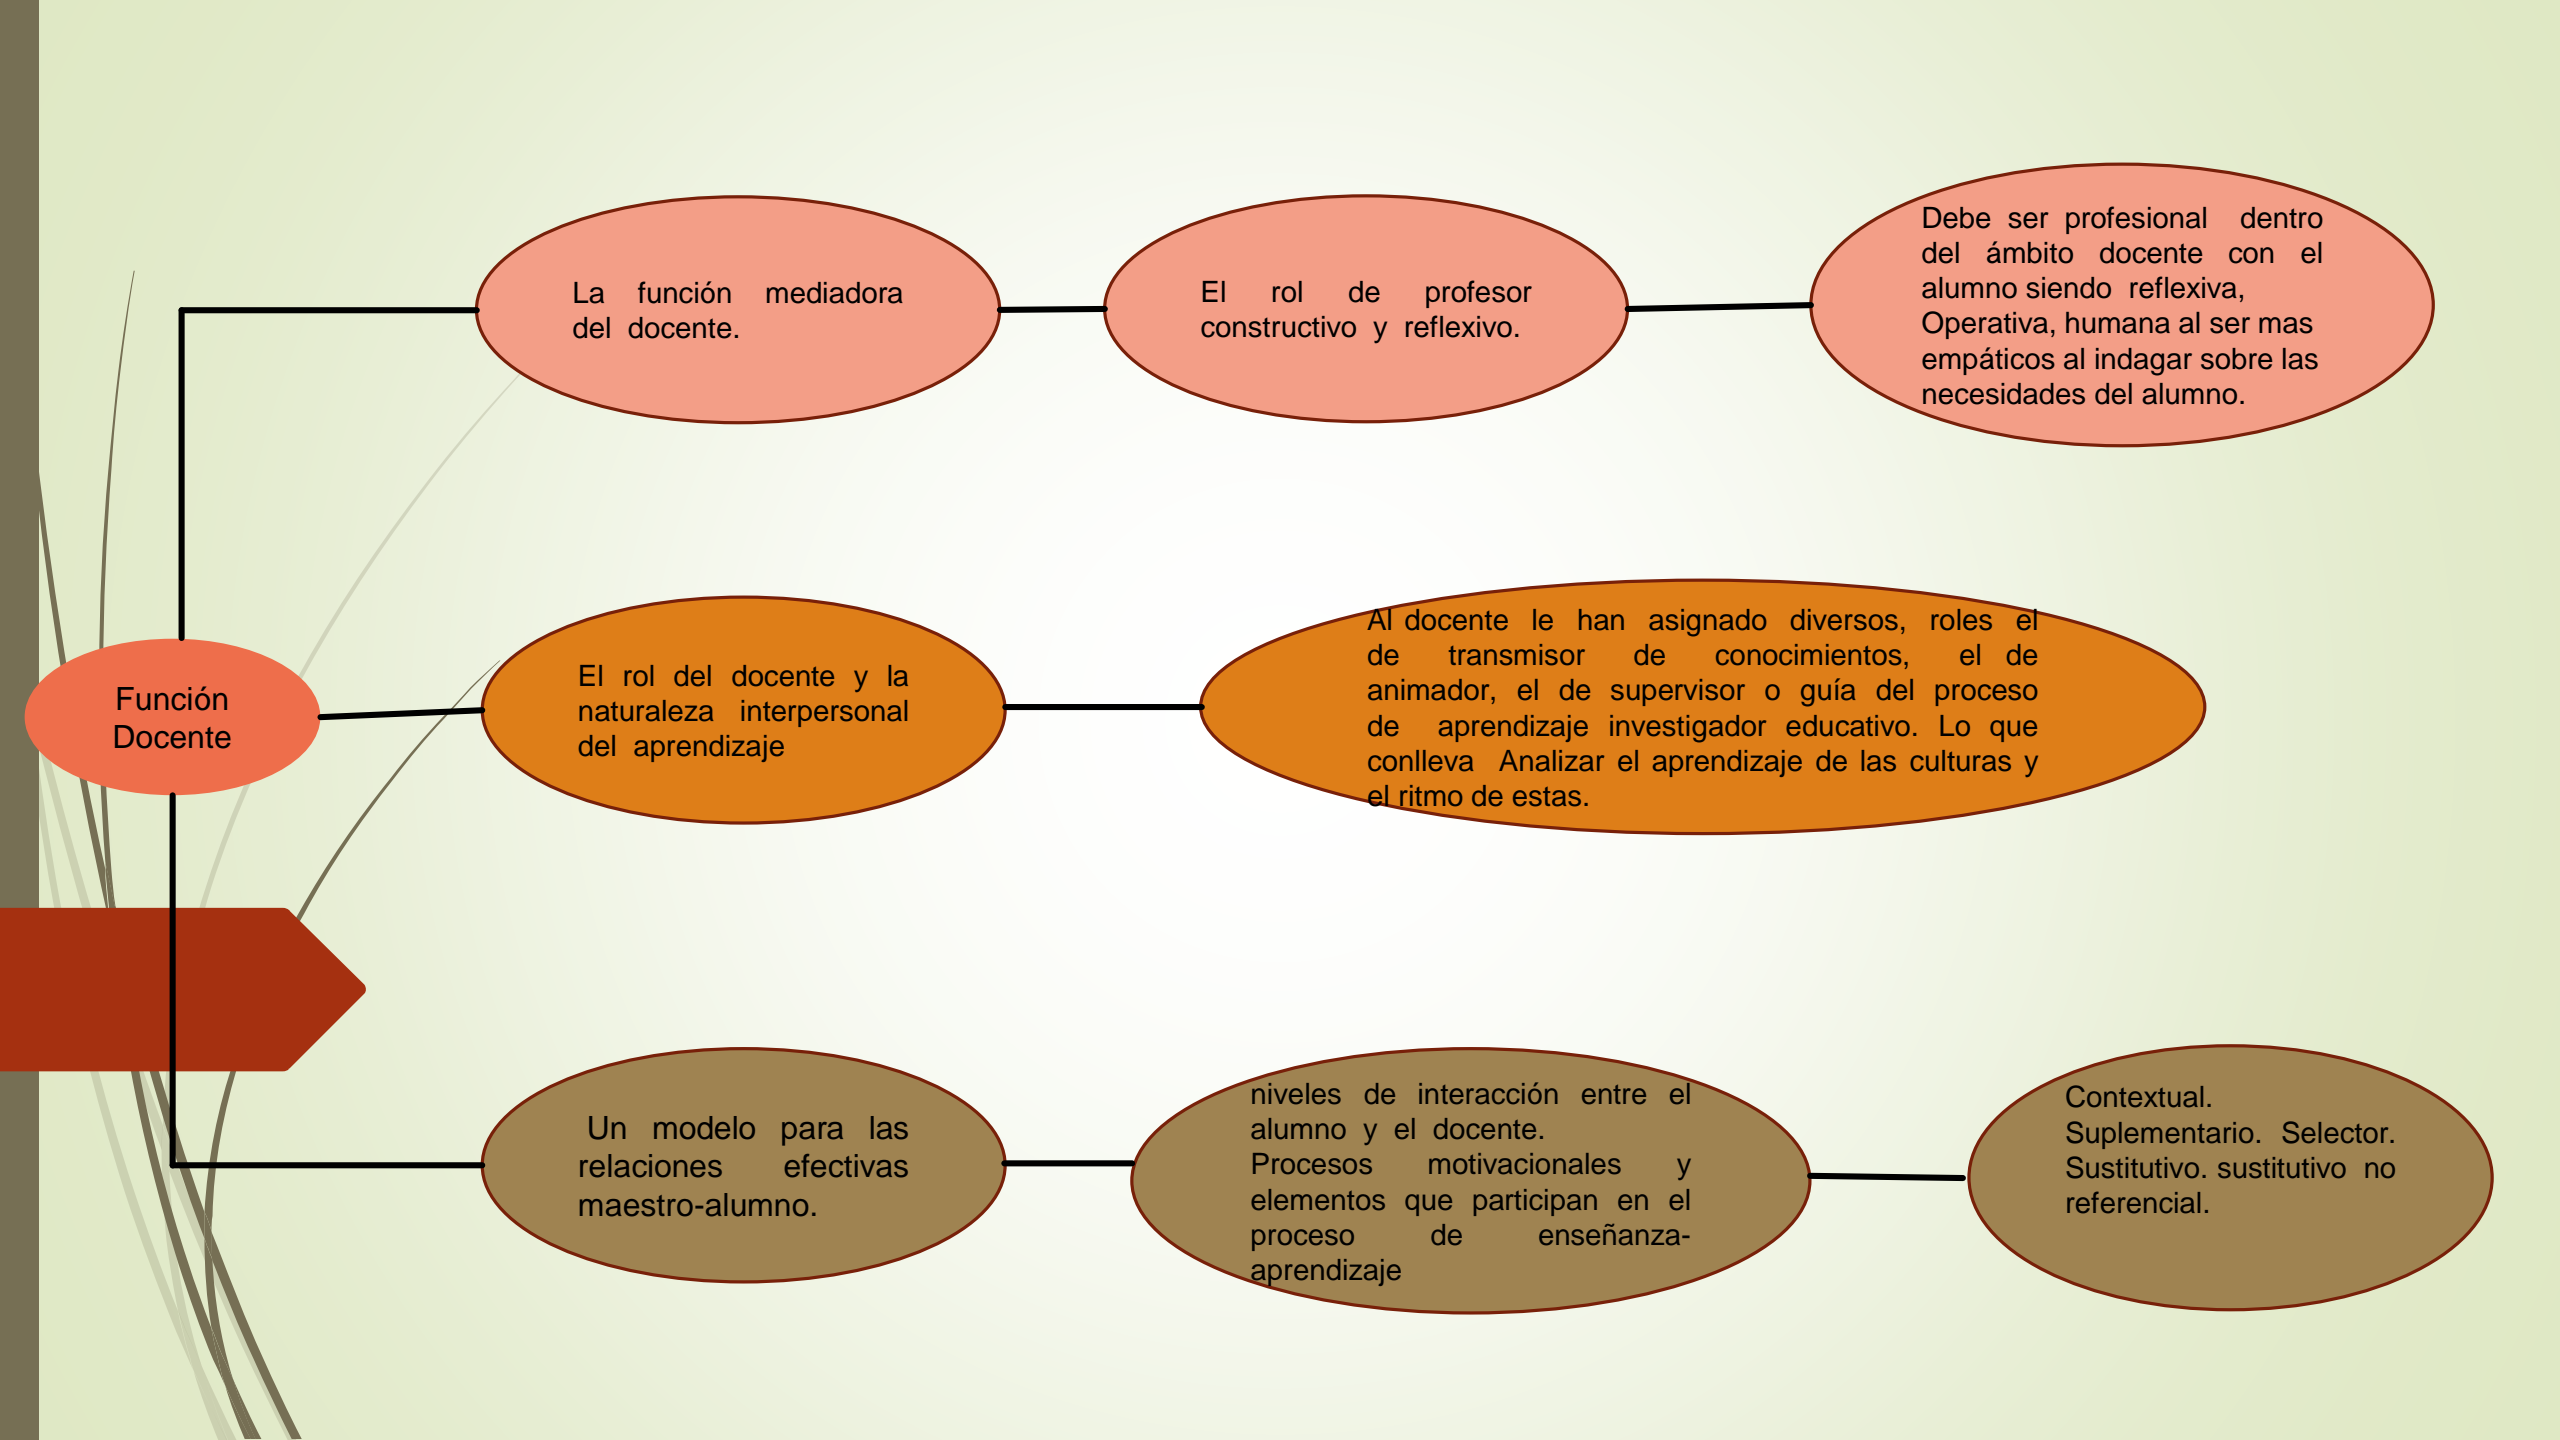 Función
Docente
La función mediadora
del docente.
El rol de profesor
constructivo y reflexivo.
Debe ser profesional dentro
del ámbito docente con el
alumno siendo reflexiva,
Operativa, humana al ser mas
empáticos al indagar sobre las
necesidades del alumno.
El rol del docente y la
naturaleza interpersonal
del aprendizaje
Al docente le han asignado diversos, roles el
de transmisor de conocimientos, el de
animador, el de supervisor o guía del proceso
de aprendizaje investigador educativo. Lo que
conlleva Analizar el aprendizaje de las culturas y
el ritmo de estas.
Un modelo para las
relaciones efectivas
maestro-alumno.
niveles de interacción entre el
alumno y el docente.
Procesos motivacionales y
elementos que participan en el
proceso de enseñanza-
aprendizaje
Contextual.
Suplementario. Selector.
Sustitutivo. sustitutivo no
referencial.